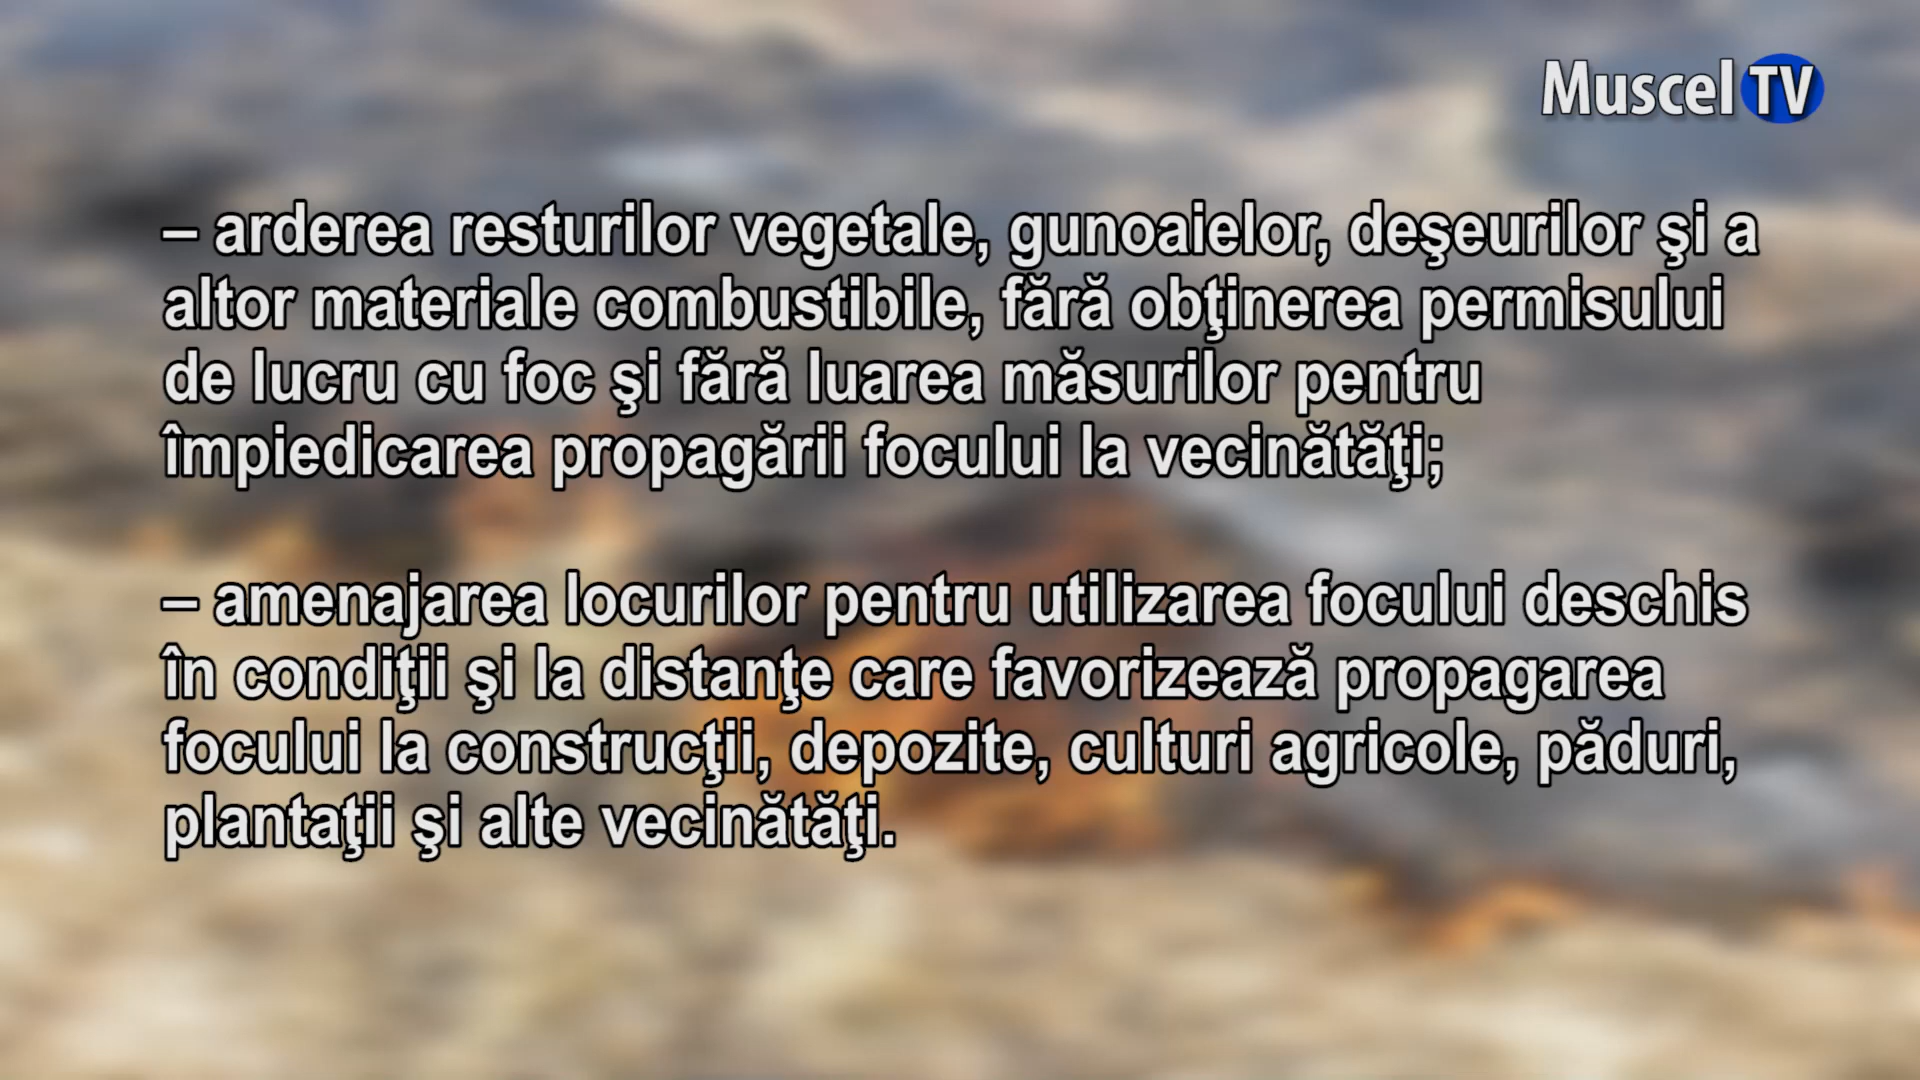 Muscel TV
– arderea resturilor vegetale, gunoaielor, deşeurilor şi a
altor materiale combustibile, fără obţinerea permisului
de lucru cu foc şi fără luarea măsurilor pentru
împiedicarea propagării focului la vecinătăţi;
– amenajarea locurilor pentru utilizarea focului deschis
în condiţii şi la distanţe care favorizează propagarea
focului la construcţii, depozite, culturi agricole, păduri,
plantaţii şi alte vecinătăţi.